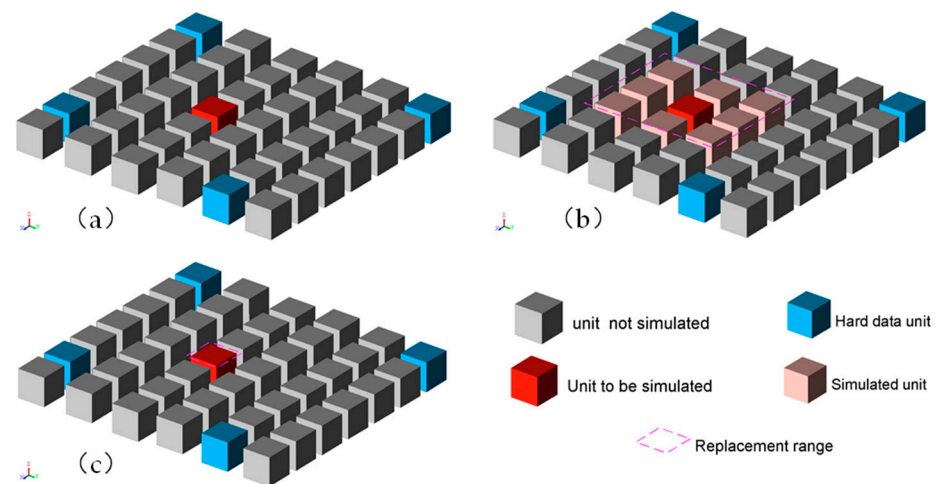 (a)
(b)
(c)
unit not simulated
Hard data unit
Unit to be simulated
Simulated unit
Replacement range